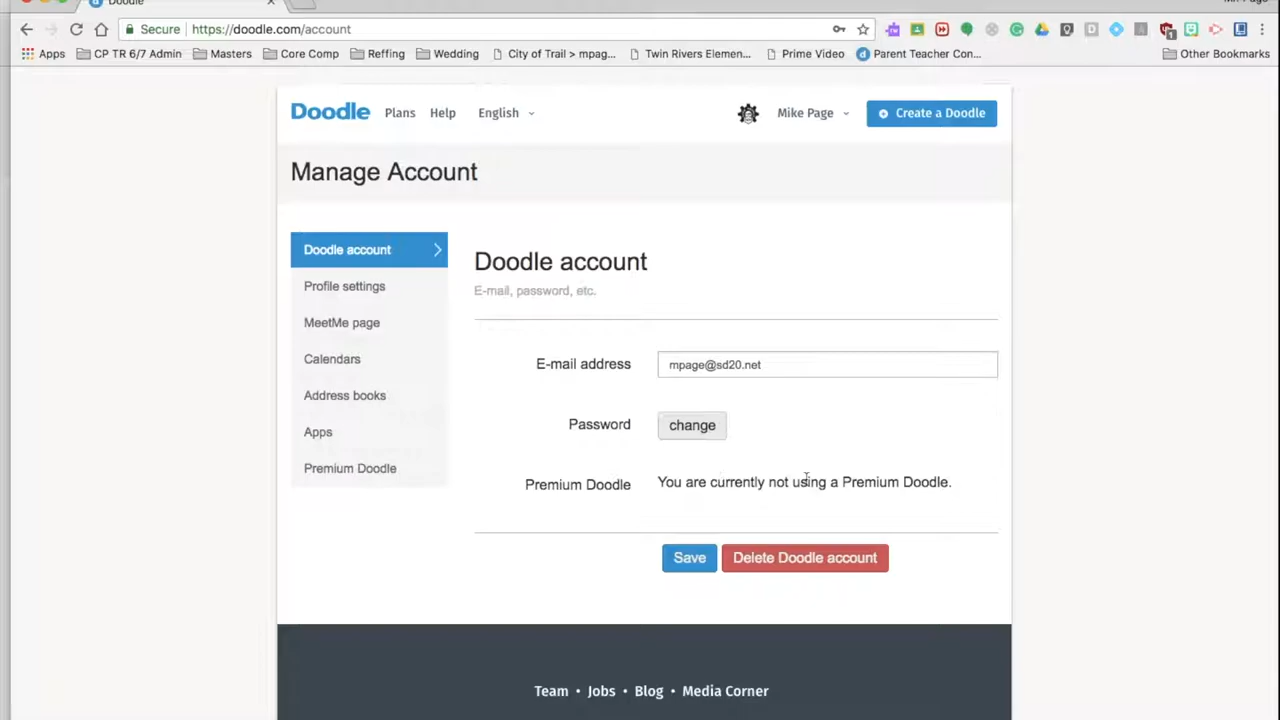 Doodle
Secure https://doodle.com/account
Apps CP TR 6/7 Admin Masters Core Comp Reffing Wedding City of Trail > mpag... Twin Rivers Elemen... Prime Video Parent Teacher Con... Other Bookmarks
Doodle Plans Help English Mike Page Create a Doodle
Manage Account
Doodle account
Profile settings
MeetMe page
Calendars
Address books
Apps
Premium Doodle
Doodle account
E-mail, password, etc.
E-mail address mpage@sd20.net
Password change
Premium Doodle You are currently not using a Premium Doodle.
Save Delete Doodle account
Team • Jobs • Blog • Media Corner